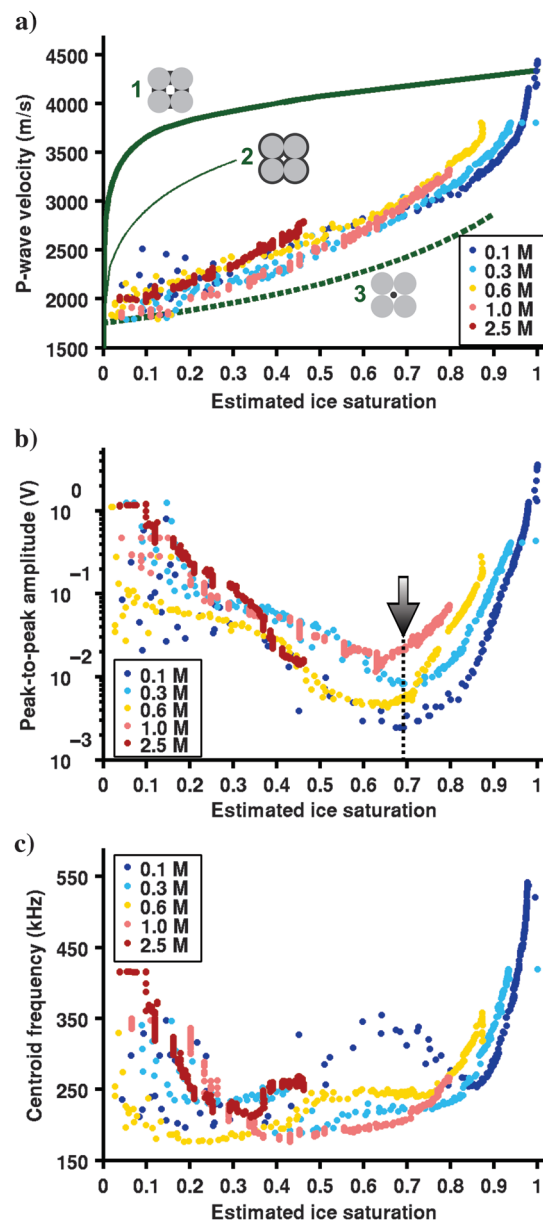 a)
P-wave velocity (m/s)
4500
4000
3500
3000
2500
2000
1500
1
2
3
0.1 M
0.3 M
0.6 M
1.0 M
2.5 M
0 0.1 0.2 0.3 0.4 0.5 0.6 0.7 0.8 0.9 1
Estimated ice saturation
b)
Peak-to-peak amplitude (V)
10 0
10 −1
10 −2
10 −3
0.1 M
0.3 M
0.6 M
1.0 M
2.5 M
0 0.1 0.2 0.3 0.4 0.5 0.6 0.7 0.8 0.9 1
Estimated ice saturation
c)
Centroid frequency (kHz)
550
450
350
250
150
0.1 M
0.3 M
0.6 M
1.0 M
2.5 M
0 0.1 0.2 0.3 0.4 0.5 0.6 0.7 0.8 0.9 1
Estimated ice saturation